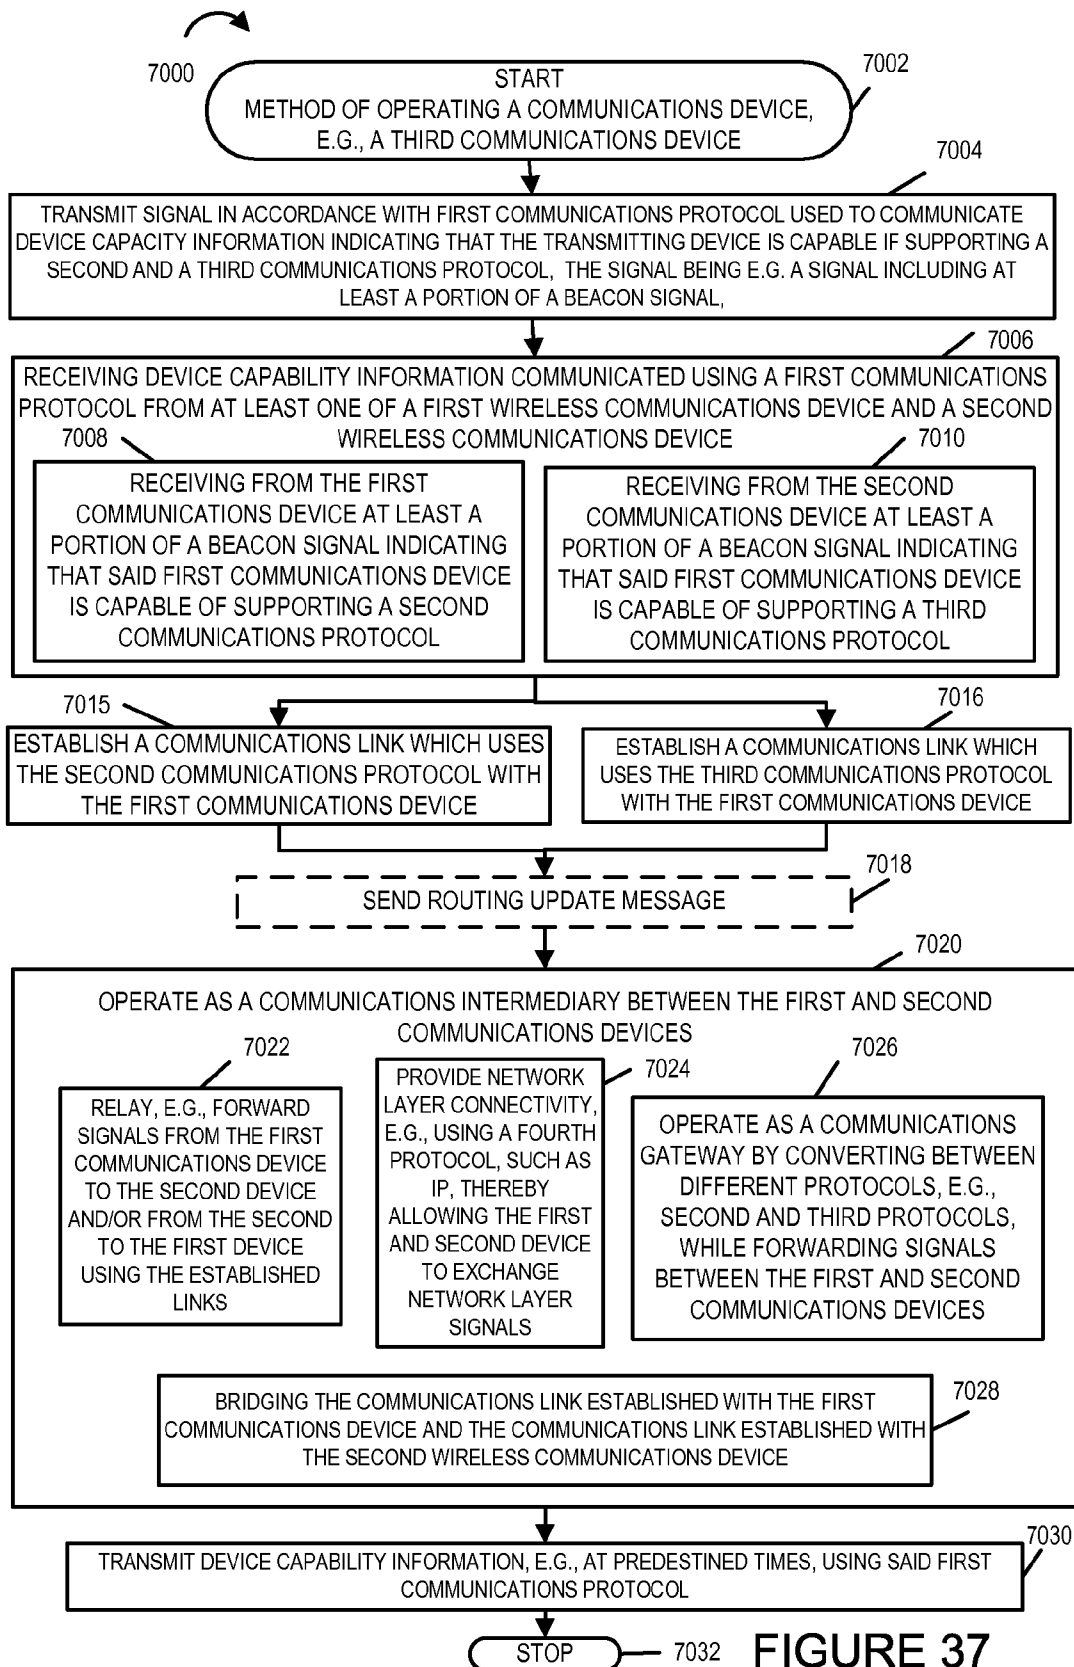 7000
START
METHOD OF OPERATING A COMMUNICATIONS DEVICE,
E.G., A THIRD COMMUNICATIONS DEVICE
7002
7004
TRANSMIT SIGNAL IN ACCORDANCE WITH FIRST COMMUNICATIONS PROTOCOL USED TO COMMUNICATE
DEVICE CAPACITY INFORMATION INDICATING THAT THE TRANSMITTING DEVICE IS CAPABLE IF SUPPORTING A
SECOND AND A THIRD COMMUNICATIONS PROTOCOL, THE SIGNAL BEING E.G. A SIGNAL INCLUDING AT
LEAST A PORTION OF A BEACON SIGNAL,
7006
RECEIVING DEVICE CAPABILITY INFORMATION COMMUNICATED USING A FIRST COMMUNICATIONS
PROTOCOL FROM AT LEAST ONE OF A FIRST WIRELESS COMMUNICATIONS DEVICE AND A SECOND
WIRELESS COMMUNICATIONS DEVICE
7008
RECEIVING FROM THE FIRST
COMMUNICATIONS DEVICE AT LEAST A
PORTION OF A BEACON SIGNAL INDICATING
THAT SAID FIRST COMMUNICATIONS DEVICE
IS CAPABLE OF SUPPORTING A SECOND
COMMUNICATIONS PROTOCOL
7010
RECEIVING FROM THE SECOND
COMMUNICATIONS DEVICE AT LEAST A
PORTION OF A BEACON SIGNAL INDICATING
THAT SAID FIRST COMMUNICATIONS DEVICE
IS CAPABLE OF SUPPORTING A THIRD
COMMUNICATIONS PROTOCOL
7015
ESTABLISH A COMMUNICATIONS LINK WHICH USES
THE SECOND COMMUNICATIONS PROTOCOL WITH
THE FIRST COMMUNICATIONS DEVICE
7016
ESTABLISH A COMMUNICATIONS LINK WHICH
USES THE THIRD COMMUNICATIONS PROTOCOL
WITH THE FIRST COMMUNICATIONS DEVICE
7018
SEND ROUTING UPDATE MESSAGE
7020
OPERATE AS A COMMUNICATIONS INTERMEDIARY BETWEEN THE FIRST AND SECOND
COMMUNICATIONS DEVICES
7022
RELAY, E.G., FORWARD
SIGNALS FROM THE FIRST
COMMUNICATIONS DEVICE
TO THE SECOND DEVICE
AND/OR FROM THE SECOND
TO THE FIRST DEVICE
USING THE ESTABLISHED
LINKS
7024
PROVIDE NETWORK
LAYER CONNECTIVITY,
E.G., USING A FOURTH
PROTOCOL, SUCH AS
IP, THEREBY
ALLOWING THE FIRST
AND SECOND DEVICE
TO EXCHANGE
NETWORK LAYER
SIGNALS
7026
OPERATE AS A COMMUNICATIONS
GATEWAY BY CONVERTING BETWEEN
DIFFERENT PROTOCOLS, E.G.,
SECOND AND THIRD PROTOCOLS,
WHILE FORWARDING SIGNALS
BETWEEN THE FIRST AND SECOND
COMMUNICATIONS DEVICES
7028
BRIDGING THE COMMUNICATIONS LINK ESTABLISHED WITH THE FIRST
COMMUNICATIONS DEVICE AND THE COMMUNICATIONS LINK ESTABLISHED WITH
THE SECOND WIRELESS COMMUNICATIONS DEVICE
7030
TRANSMIT DEVICE CAPABILITY INFORMATION, E.G., AT PREDESTINED TIMES, USING SAID FIRST
COMMUNICATIONS PROTOCOL
STOP
7032
FIGURE 37